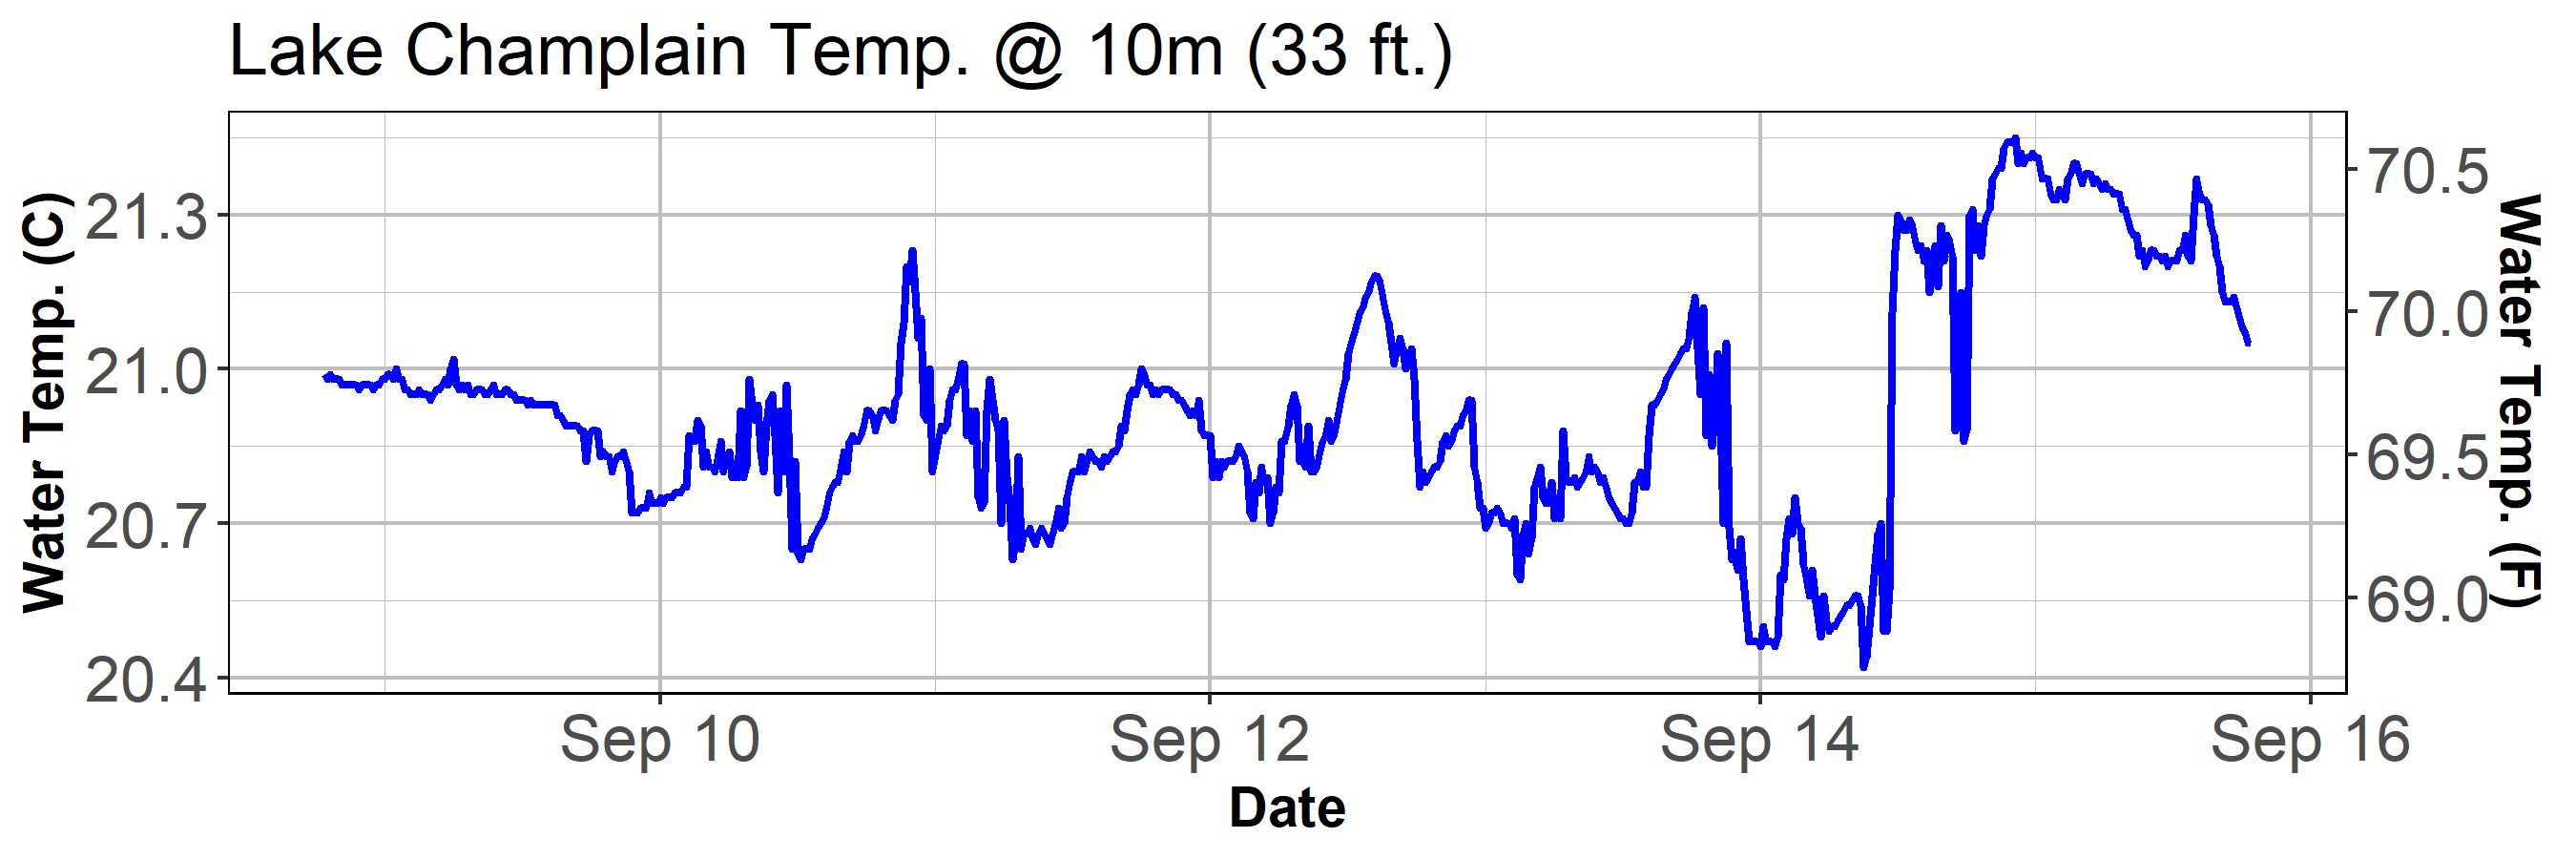 Lake Champlain Temp. @ 10m (33 ft.)
Water Temp. (C)
21.3
21.0
20.7
20.4
70.5
70.0
69.5
69.0
Water Temp. (F)
Sep 10
Sep 12
Sep 14
Sep 16
Date